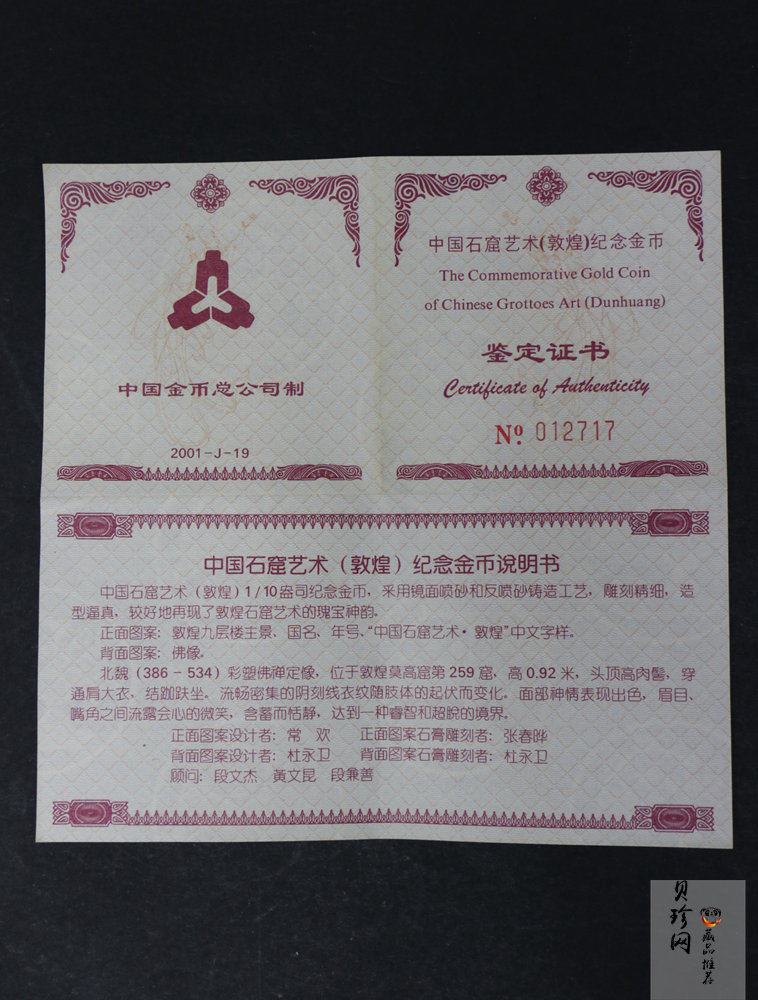 中国金币总公司制
2001-J-19
中国石窟艺术(敦煌)纪念金币
The Commemorative Gold Coin
of Chinese Grottoes Art (Dunhuang)
鉴定证书
Certificate of Authenticity
Nº. 012717
中国石窟艺术（敦煌）纪念金币说明书
中国石窟艺术（敦煌）1/10盎司纪念金币，采用镜面喷砂和反喷砂铸造工艺，雕刻精细，造
型逼真，较好地再现了敦煌石窟艺术的瑰宝神韵。
正面图案：敦煌九层楼主景、国名、年号、“中国石窟艺术·敦煌”中文字样。
背面图案：佛像。
北魏（386-534）彩塑佛禅定像，位于敦煌莫高窟第259窟，高0.92米，头顶高肉髻，穿
通肩大衣，结跏趺坐。流畅密集的阴刻线衣纹随肢体的起伏而变化。面部神情表现出色，眉目、
嘴角之间流露会心的微笑，含蓄而恬静，达到一种睿智和超脱的境界。
正面图案设计者：常 欢 正面图案石膏雕刻者：张春晔
背面图案设计者：杜永卫 背面图案石膏雕刻者：杜永卫
顾问：段文杰 黄文昆 段兼善
贝珍网
藏品推荐